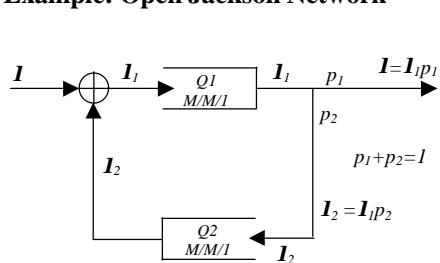 Example: Open Jackson Network
l
l1
Q1
M/M/1
l1
p1
l=l1p1
p2
p1+p2=1
l2
l2 =l1p2
Q2
M/M/1
l2